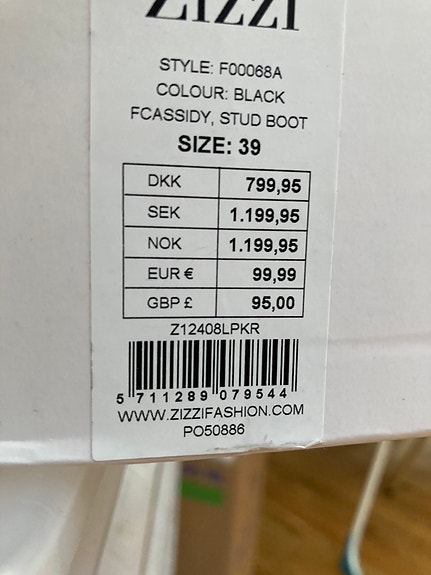 ZIZZI
STYLE: F00068A
COLOUR: BLACK
FCASSIDY, STUD BOOT
SIZE: 39
DKK 799,95
SEK 1.199,95
NOK 1.199,95
EUR € 99,99
GBP £ 95,00
Z12408LPKR
5 711289 079544
WWW.ZIZZIFASHION.COM
PO50886